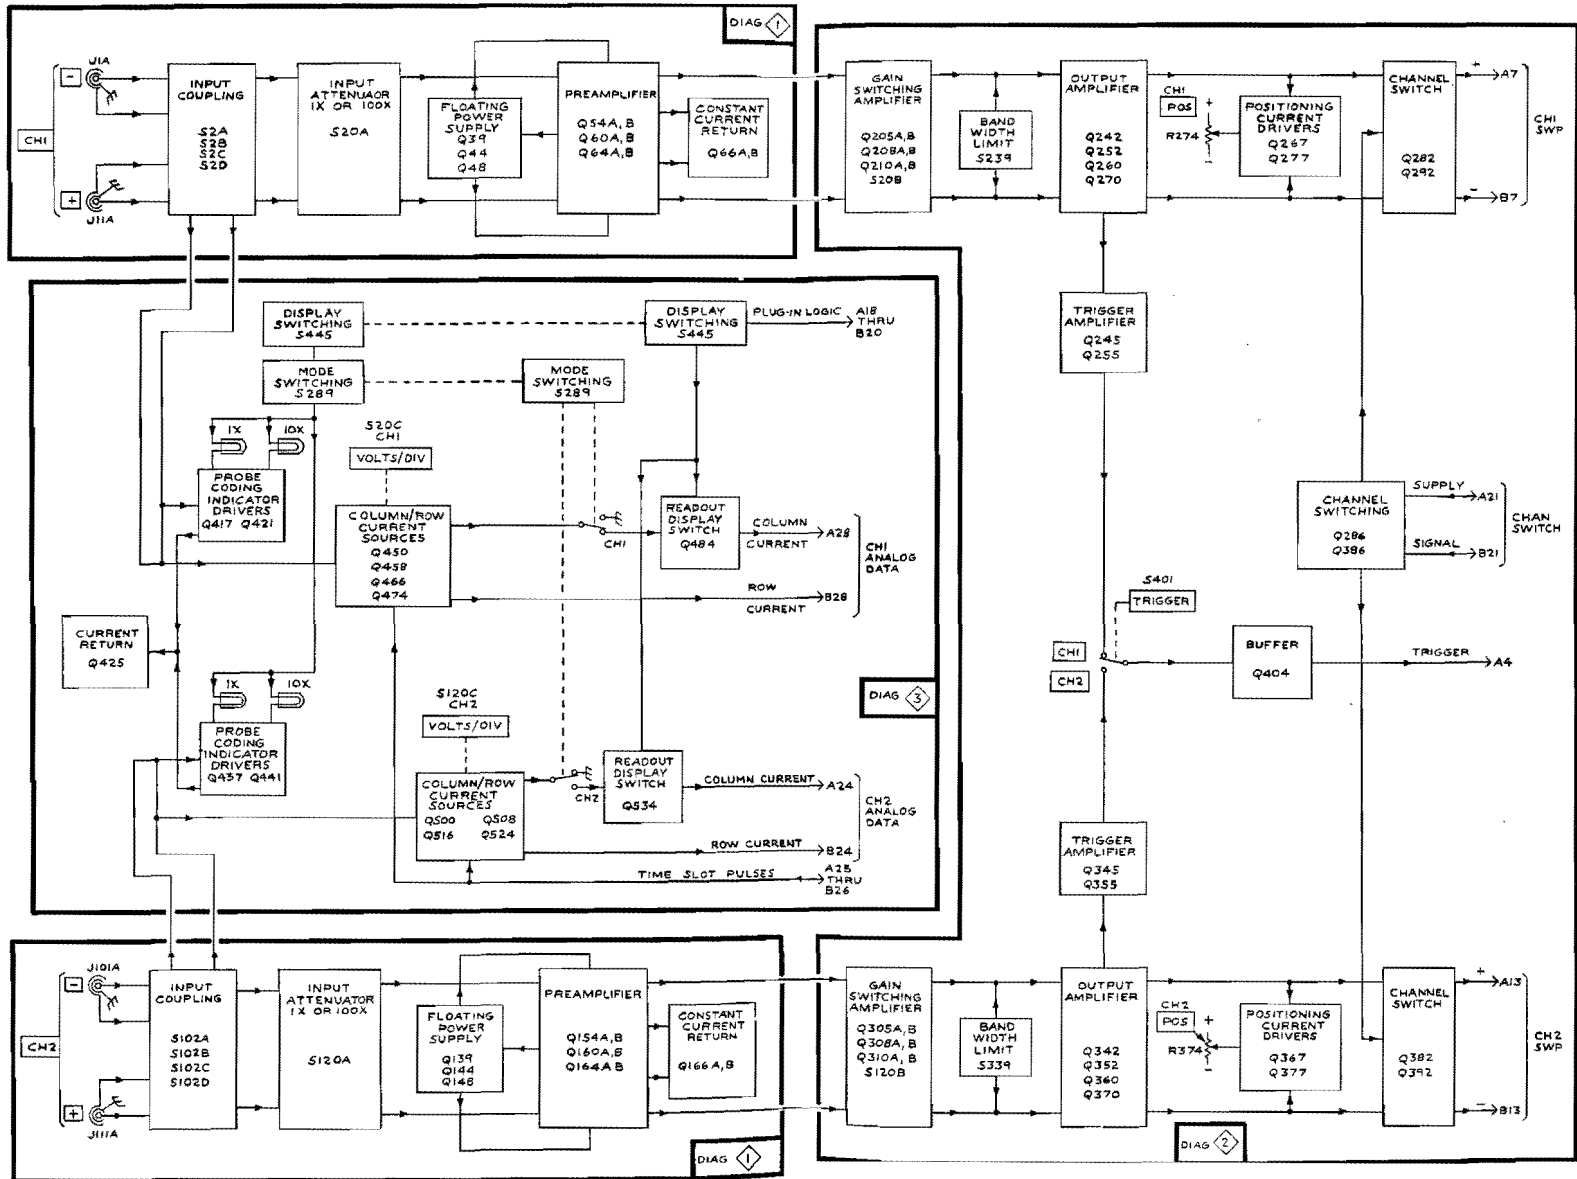 DIAG 1
J1A
-
CH1
+
J11A
INPUT
COUPLING
S2A
S2B
S2C
S2D
INPUT
ATTENUATOR
1X OR 100X
S20A
FLOATING
POWER
SUPPLY
Q39
Q44
Q48
PREAMPLIFIER
Q54A,B
Q60A,B
Q64A,B
CONSTANT
CURRENT
RETURN
Q66A,B
GAIN
SWITCHING
AMPLIFIER
Q205A,B
Q208A,B
Q210A,B
S20B
BAND
WIDTH
LIMIT
S239
OUTPUT
AMPLIFIER
Q242
Q252
Q260
Q270
CH1
POS
+
R274
-
POSITIONING
CURRENT
DRIVERS
Q267
Q277
CHANNEL
SWITCH
Q282
Q292
+
A7
CH1
SWP
-
B7
DISPLAY
SWITCHING
S445
MODE
SWITCHING
S289
DISPLAY
SWITCHING
S445
PLUG-IN LOGIC
A18
THRU
B20
MODE
SWITCHING
S289
1X
10X
PROBE
CODING
INDICATOR
DRIVERS
Q417 Q421
S20C
CH1
VOLTS/DIV
COLUMN/ROW
CURRENT
SOURCES
Q450
Q458
Q466
Q474
CH1
READOUT
DISPLAY
SWITCH
Q484
COLUMN
CURRENT
A28
ROW
CURRENT
B28
CH1
ANALOG
DATA
CURRENT
RETURN
Q425
1X
10X
PROBE
CODING
INDICATOR
DRIVERS
Q437 Q441
S120C
CH2
VOLTS/DIV
COLUMN/ROW
CURRENT
SOURCES
Q500 Q508
Q516 Q524
CH2
READOUT
DISPLAY
SWITCH
Q534
COLUMN CURRENT
A24
ROW CURRENT
B24
CH2
ANALOG
DATA
TIME SLOT PULSES
A25
THRU
B26
DIAG 3
TRIGGER
AMPLIFIER
Q245
Q255
S401
TRIGGER
CH1
CH2
BUFFER
Q404
TRIGGER
A4
CHANNEL
SWITCHING
Q286
Q386
SUPPLY
A21
SIGNAL
B21
CHAN
SWITCH
TRIGGER
AMPLIFIER
Q345
Q355
J101A
-
CH2
+
J111A
INPUT
COUPLING
S102A
S102B
S102C
S102D
INPUT
ATTENUATOR
1X OR 100X
S120A
FLOATING
POWER
SUPPLY
Q139
Q144
Q148
PREAMPLIFIER
Q154A,B
Q160A,B
Q164A B
CONSTANT
CURRENT
RETURN
Q166A,B
DIAG 1
GAIN
SWITCHING
AMPLIFIER
Q305A,B
Q308A,B
Q310A,B
S120B
BAND
WIDTH
LIMIT
S339
OUTPUT
AMPLIFIER
Q342
Q352
Q360
Q370
CH2
POS
+
R374
-
POSITIONING
CURRENT
DRIVERS
Q367
Q377
CHANNEL
SWITCH
Q382
Q392
+
A13
CH2
SWP
-
B13
DIAG 2